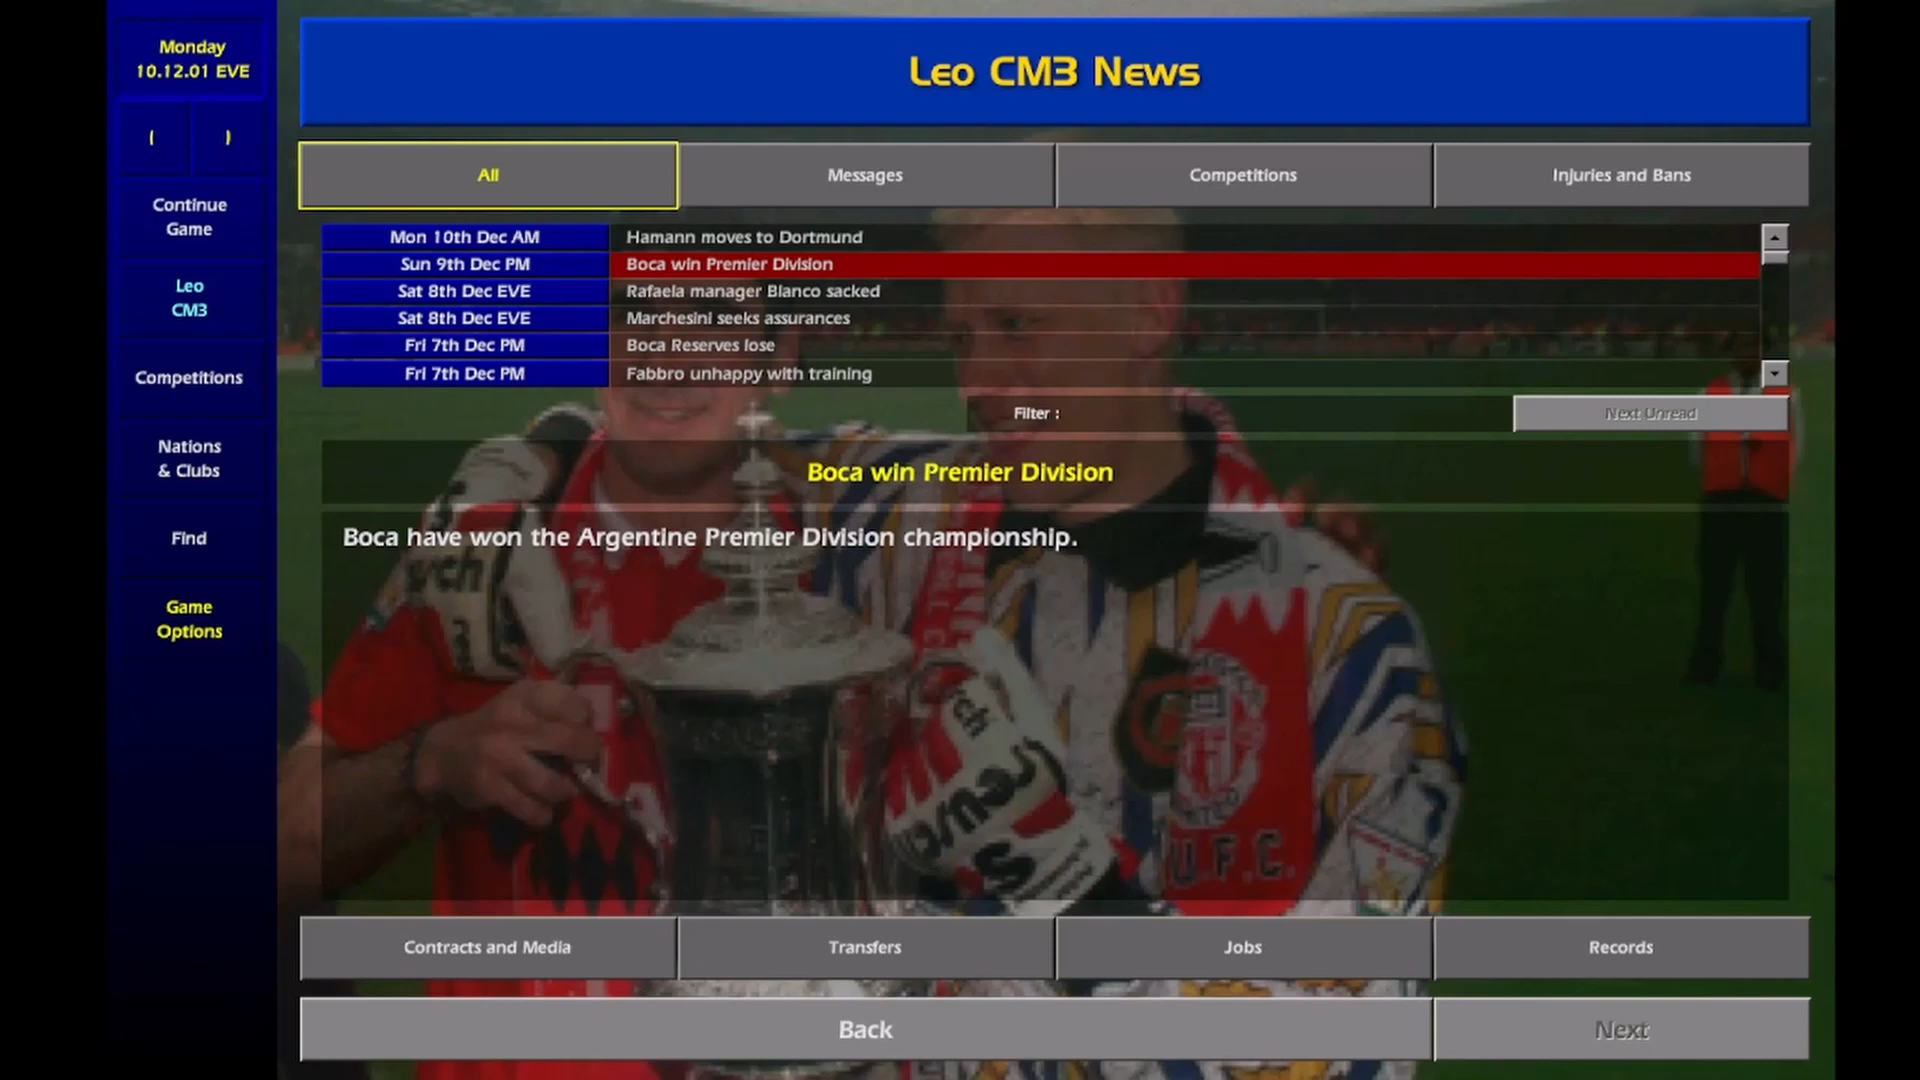 Monday
10.12.01 EVE
Continue
Game
Leo
CM3
Competitions
Nations
& Clubs
Find
Game
Options
Leo CM3 News
All
Messages
Competitions
Injuries and Bans
Mon 10th Dec AM Hamann moves to Dortmund
Sun 9th Dec PM Boca win Premier Division
Sat 8th Dec EVE Rafaela manager Blanco sacked
Sat 8th Dec EVE Marchesini seeks assurances
Fri 7th Dec PM Boca Reserves lose
Fri 7th Dec PM Fabbro unhappy with training
Filter :
Next Unread
Boca win Premier Division
Boca have won the Argentine Premier Division championship.
U.F.C.
Contracts and Media
Transfers
Jobs
Records
Back
Next